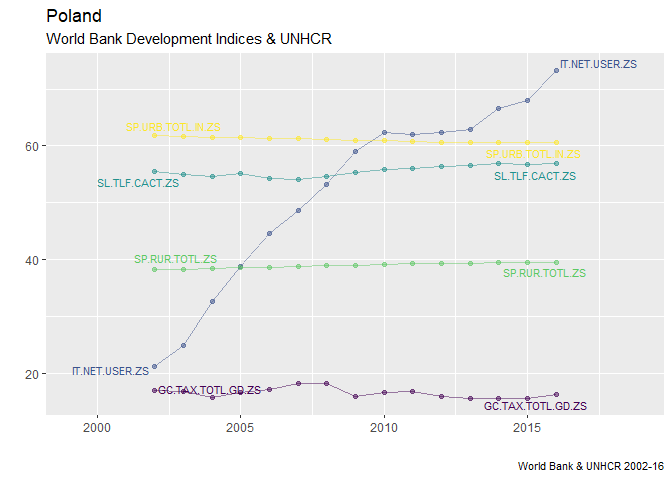 Poland
World Bank Development Indices & UNHCR
IT.NET.USER.ZS
SP.URB.TOTL.IN.ZS
60
SP.URB.TOTL.IN.ZS
SL.TLF.CACT.ZS
SL.TLF.CACT.ZS
40
SP.RUR.TOTL.ZS
SP.RUR.TOTL.ZS
20
IT.NET.USER.ZS
GC.TAX.TOTL.GD.ZS
GC.TAX.TOTL.GD.ZS
2000 2005 2010 2015
World Bank & UNHCR 2002-16